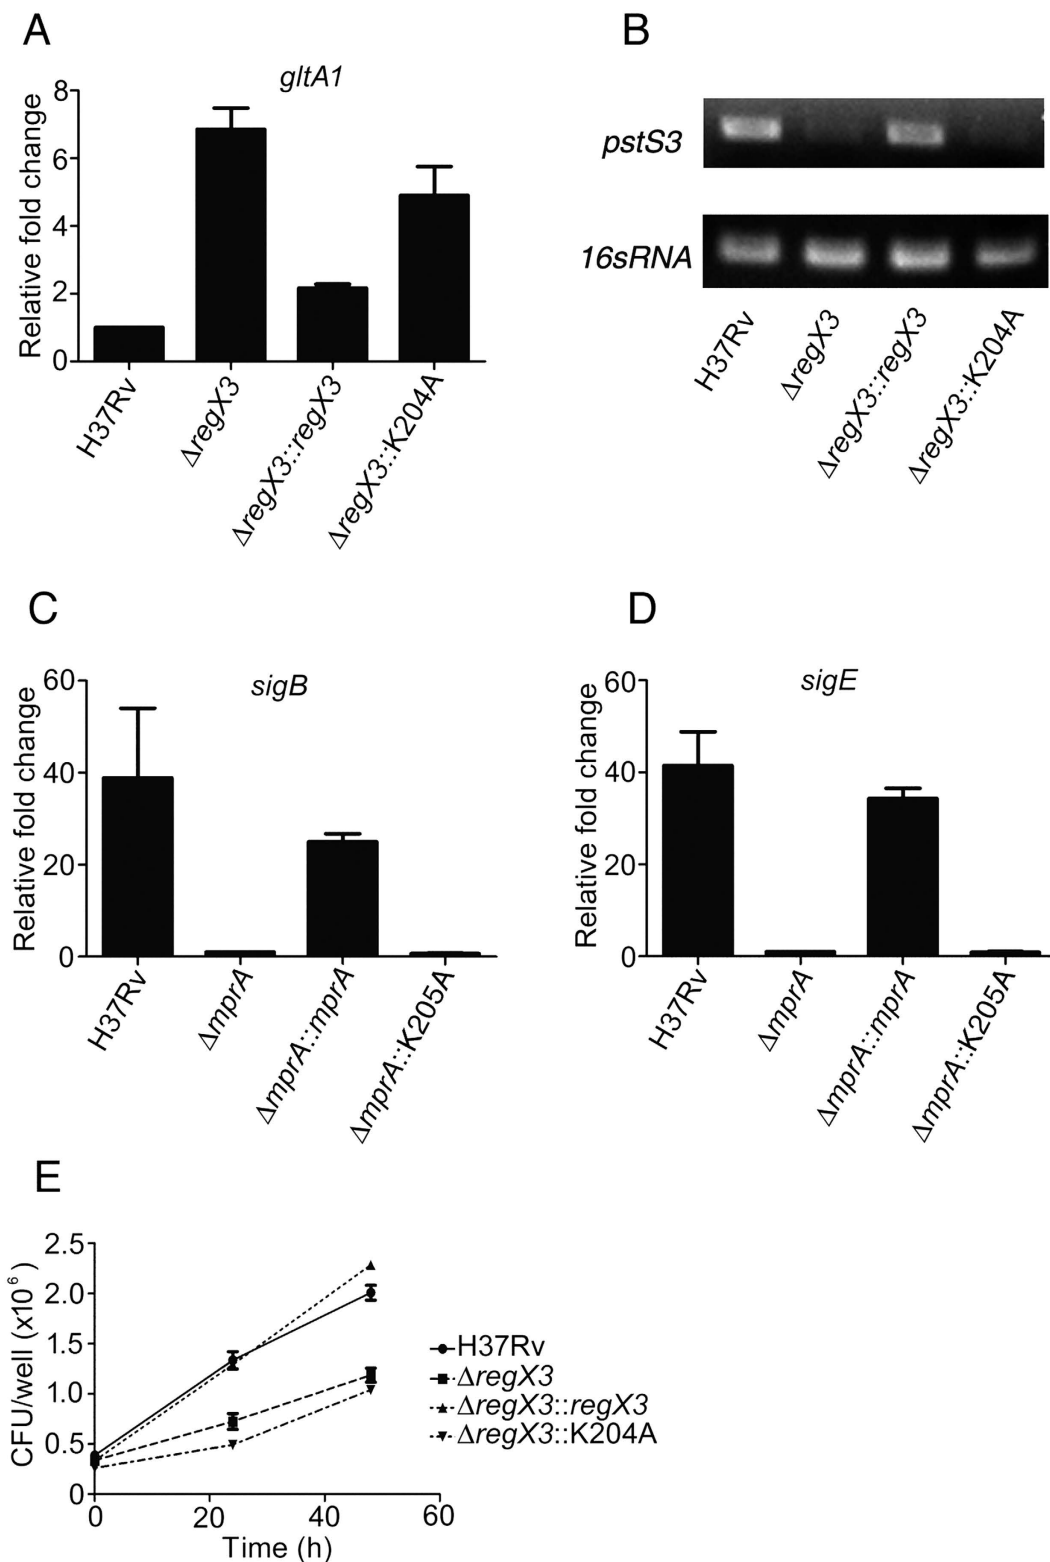 A
gltA1
Relative fold change
8
6
4
2
0
H37Rv
ΔregX3
ΔregX3::regX3
ΔregX3::K204A
B
pstS3
16sRNA
H37Rv
ΔregX3
ΔregX3::regX3
ΔregX3::K204A
C
sigB
Relative fold change
60
40
20
0
H37Rv
ΔmprA
ΔmprA::mprA
ΔmprA::K205A
D
sigE
Relative fold change
60
40
20
0
H37Rv
ΔmprA
ΔmprA::mprA
ΔmprA::K205A
E
CFU/well (x10⁶)
2.5
2.0
1.5
1.0
0.5
0
0 20 40 60
Time (h)
H37Rv
ΔregX3
ΔregX3::regX3
ΔregX3::K204A